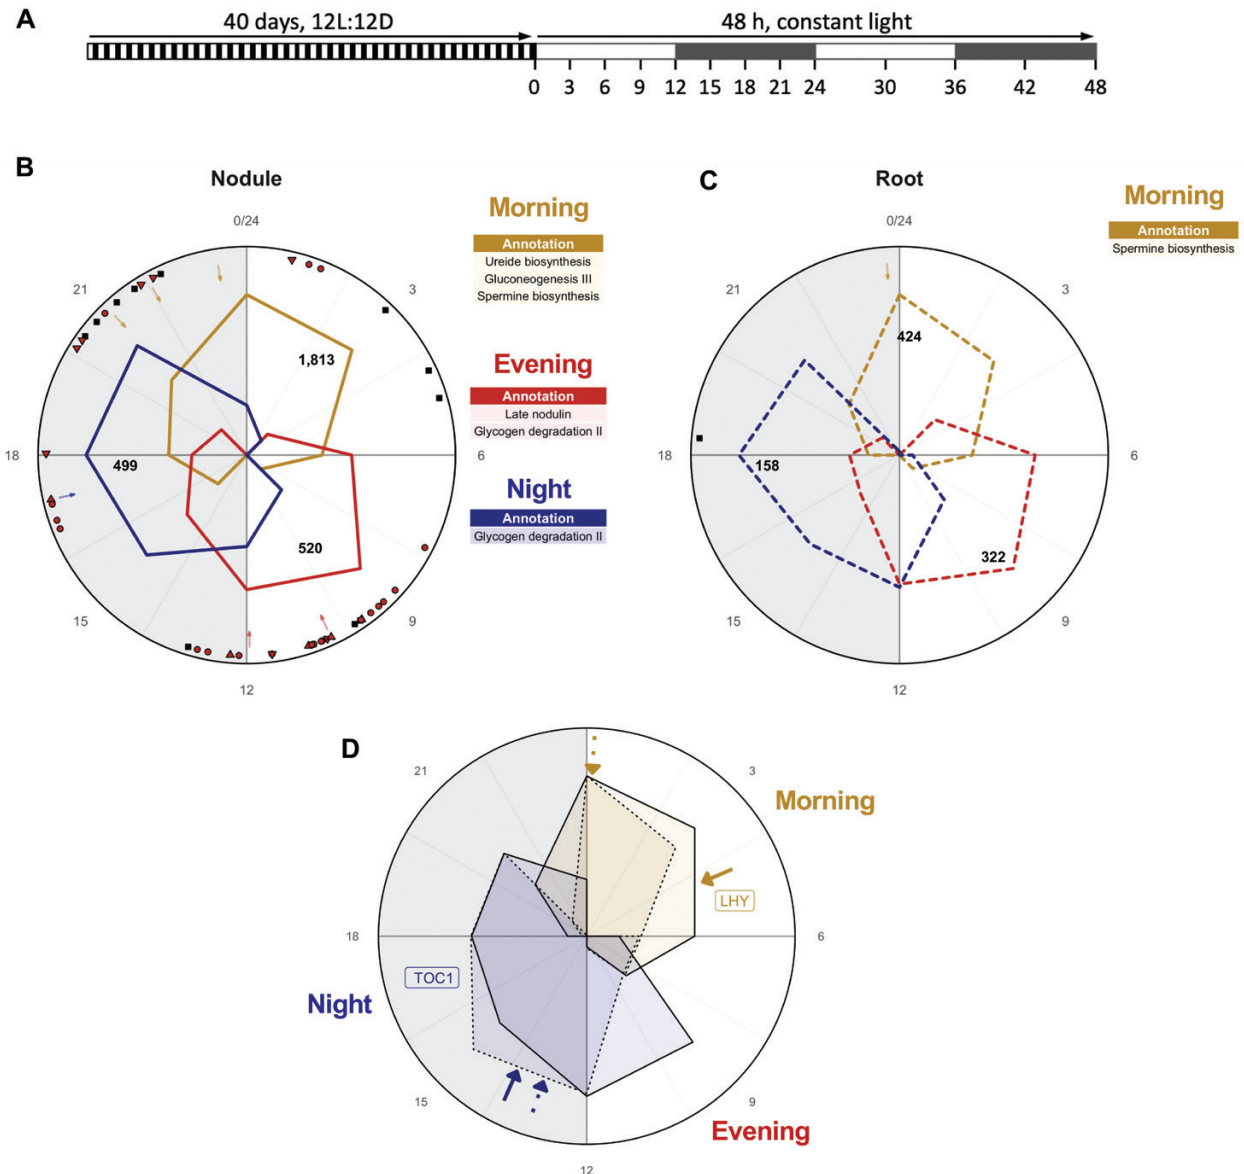 A
40 days, 12L:12D
48 h, constant light
0 3 6 9 12 15 18 21 24 30 36 42 48
B
Nodule
0/24
3
6
9
12
15
18
21
1,813
499
520
Morning
Annotation
Ureide biosynthesis
Gluconeogenesis III
Spermine biosynthesis
Evening
Annotation
Late nodulin
Glycogen degradation II
Night
Annotation
Glycogen degradation II
C
Root
0/24
3
6
9
12
15
18
21
424
158
322
Morning
Annotation
Spermine biosynthesis
D
21
3
Morning
LHY
18
6
TOC1
Night
15
9
Evening
12